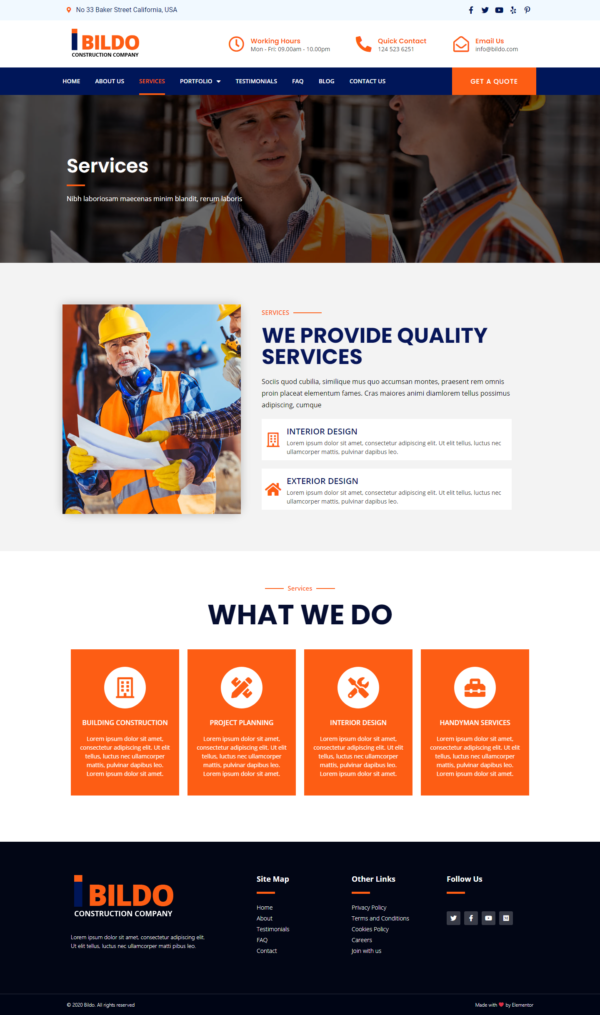 No 33 Baker Street California, USA
BILDO
CONSTRUCTION COMPANY
Working Hours
Mon - Fri: 09.00am - 10.00pm
Quick Contact
124 523 6251
Email Us
info@bildo.com
HOME ABOUT US SERVICES PORTFOLIO TESTIMONIALS FAQ BLOG CONTACT US GET A QUOTE
Services
Nibh laboriosam maecenas minim blandit, rerum laboris
SERVICES
WE PROVIDE QUALITY
SERVICES
Sociis quod cubilia, similique mus quo accumsan montes, praesent rem omnis
proin placeat elementum fames. Cras maiores animi diamlorem tellus possimus
adipiscing, cumque
INTERIOR DESIGN
Lorem ipsum dolor sit amet, consectetur adipiscing elit. Ut elit tellus, luctus nec
ullamcorper mattis, pulvinar dapibus leo.
EXTERIOR DESIGN
Lorem ipsum dolor sit amet, consectetur adipiscing elit. Ut elit tellus, luctus nec
ullamcorper mattis, pulvinar dapibus leo.
Services
WHAT WE DO
BUILDING CONSTRUCTION
Lorem ipsum dolor sit amet,
consectetur adipiscing elit. Ut elit
tellus, luctus nec ullamcorper
mattis, pulvinar dapibus leo.
Lorem ipsum dolor sit amet.
PROJECT PLANNING
Lorem ipsum dolor sit amet,
consectetur adipiscing elit. Ut elit
tellus, luctus nec ullamcorper
mattis, pulvinar dapibus leo.
Lorem ipsum dolor sit amet.
INTERIOR DESIGN
Lorem ipsum dolor sit amet,
consectetur adipiscing elit. Ut elit
tellus, luctus nec ullamcorper
mattis, pulvinar dapibus leo.
Lorem ipsum dolor sit amet.
HANDYMAN SERVICES
Lorem ipsum dolor sit amet,
consectetur adipiscing elit. Ut elit
tellus, luctus nec ullamcorper
mattis, pulvinar dapibus leo.
Lorem ipsum dolor sit amet.
BILDO
CONSTRUCTION COMPANY
Lorem ipsum dolor sit amet, consectetur adipiscing elit.
Ut elit tellus, luctus nec ullamcorper matti pibus leo.
Site Map
Home
About
Testimonials
FAQ
Contact
Other Links
Privacy Policy
Terms and Conditions
Cookies Policy
Careers
Join with us
Follow Us
© 2020 Bildo. All rights reserved
Made with ❤ by Elementor